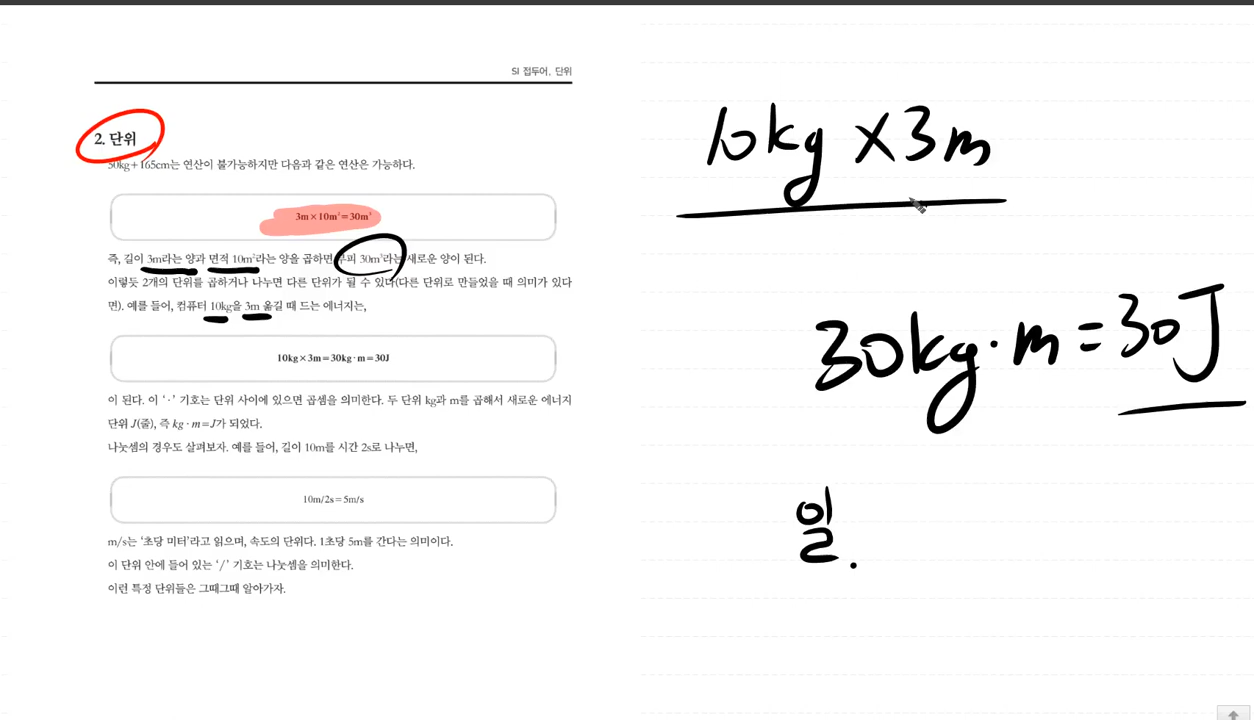 SI 접두어, 단위
2. 단위
50kg+165cm는 연산이 불가능하지만 다음과 같은 연산은 가능하다.
3m×10m²=30m³
즉, 길이 3m라는 양과 면적 10m²라는 양을 곱하면 부피 30m³라는 새로운 양이 된다.
이렇듯 2개의 단위를 곱하거나 나누면 다른 단위가 될 수 있다(다른 단위로 만들었을 때 의미가 있다
면). 예를 들어, 컴퓨터 10kg을 3m 옮길 때 드는 에너지는,
10kg×3m=30kg·m=30J
이 된다. 이 '·' 기호는 단위 사이에 있으면 곱셈을 의미한다. 두 단위 kg과 m를 곱해서 새로운 에너지
단위 J(줄), 즉 kg·m=J가 되었다.
나눗셈의 경우도 살펴보자. 예를 들어, 길이 10m를 시간 2s로 나누면,
10m/2s=5m/s
m/s는 '초당 미터'라고 읽으며, 속도의 단위다. 1초당 5m를 간다는 의미이다.
이 단위 안에 들어 있는 '/' 기호는 나눗셈을 의미한다.
이런 특정 단위들은 그때그때 알아가자.
10kg×3m
30kg·m=30J
일.